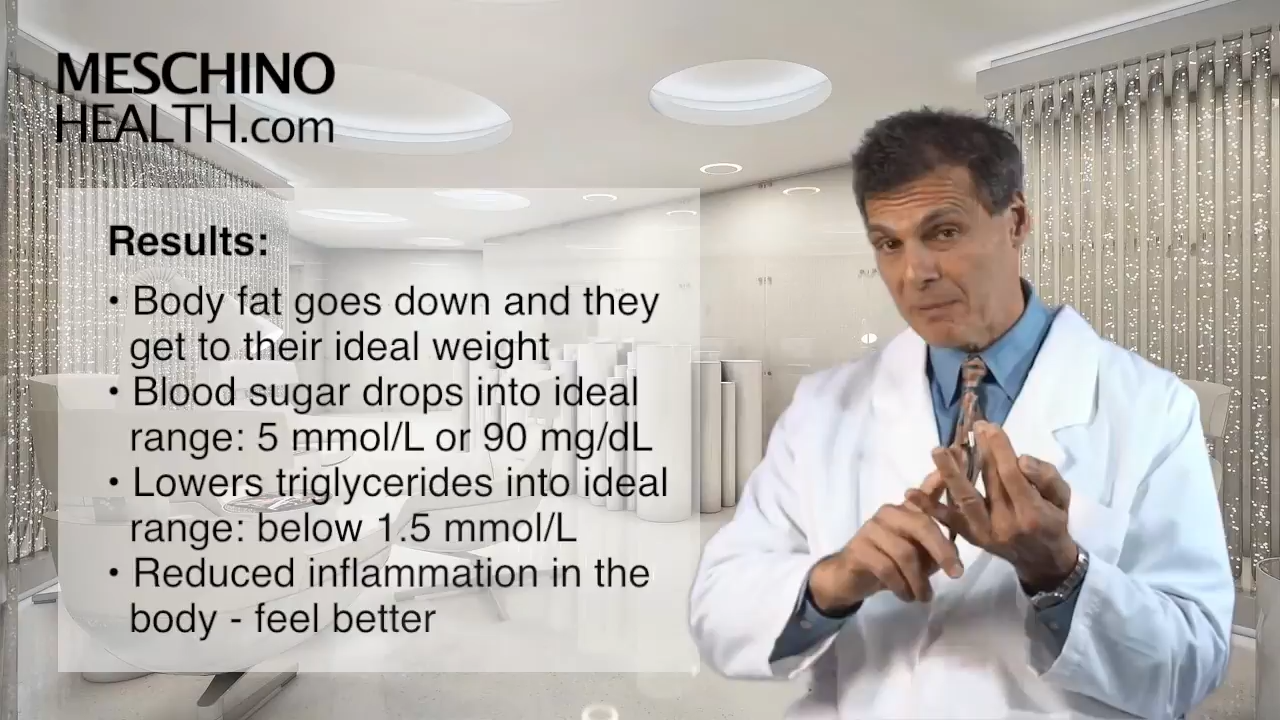 MESCHINO
HEALTH.com
Results:
• Body fat goes down and they
get to their ideal weight
• Blood sugar drops into ideal
range: 5 mmol/L or 90 mg/dL
• Lowers triglycerides into ideal
range: below 1.5 mmol/L
• Reduced inflammation in the
body - feel better